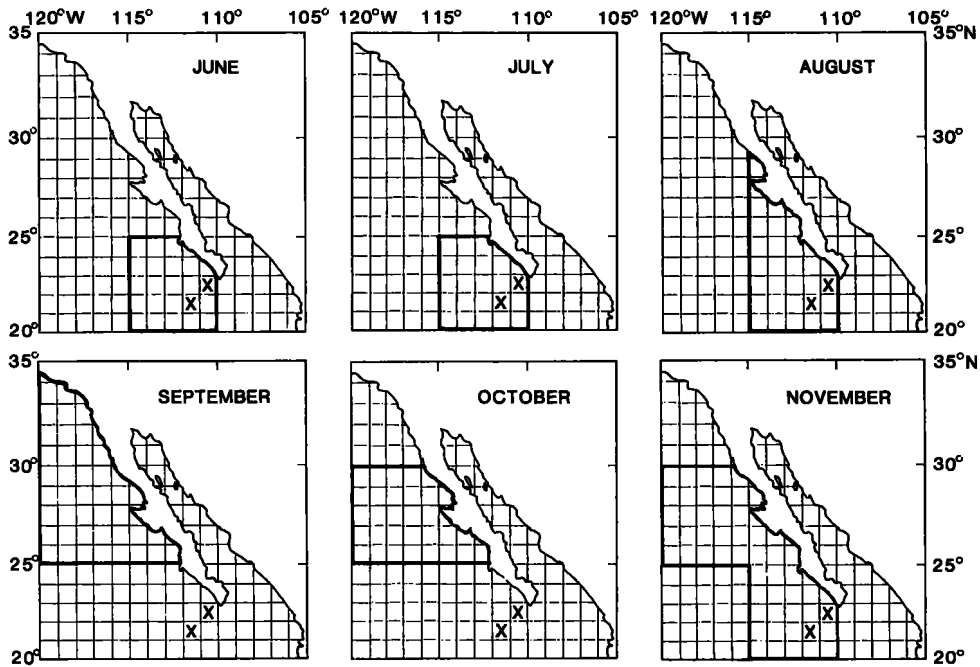 120°W 115° 110° 105° 120°W 115° 110° 105° 120°W 115° 110° 105°
35 JUNE JULY AUGUST 35°N
30° 30°
25° 25°
20° X X X X X X 20°
35° SEPTEMBER OCTOBER NOVEMBER 35°N
30° 30°
25° 25°
20° X X X X X X 20°